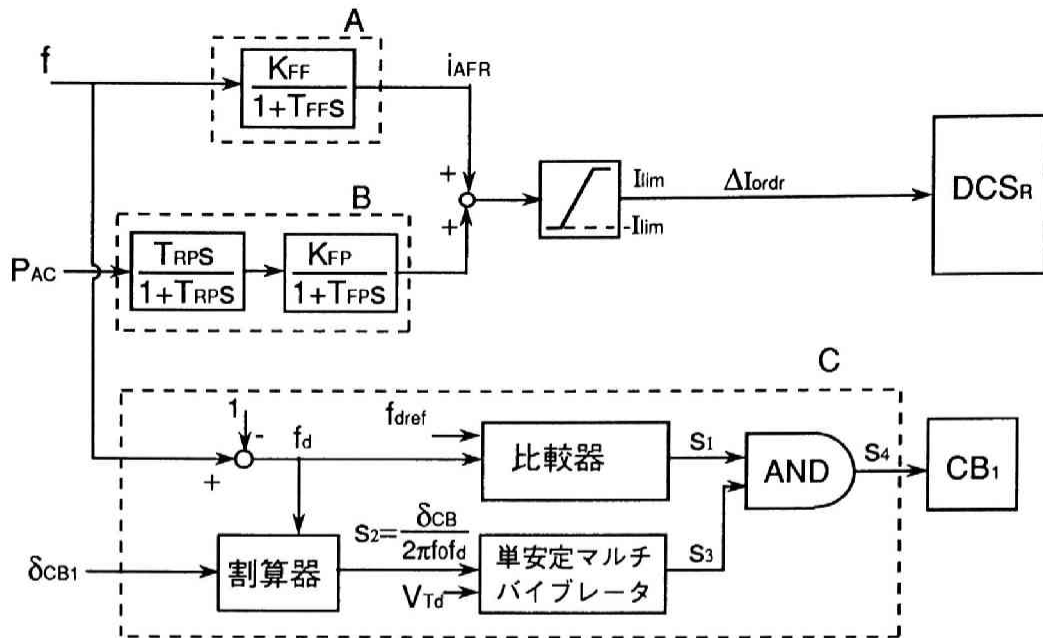 A
f
KFF
1+TFFS
iAFR
+
+
Ilim
-Ilim
ΔIordr
DCSR
B
PAC
TRPS
1+TRPS
KFP
1+TFPS
C
1
-
+
fd
fdref
比較器
S1
AND
S4
CB1
δCB1
割算器
S2=δCB
2πfofd
VTd
単安定マルチ
バイブレータ
S3